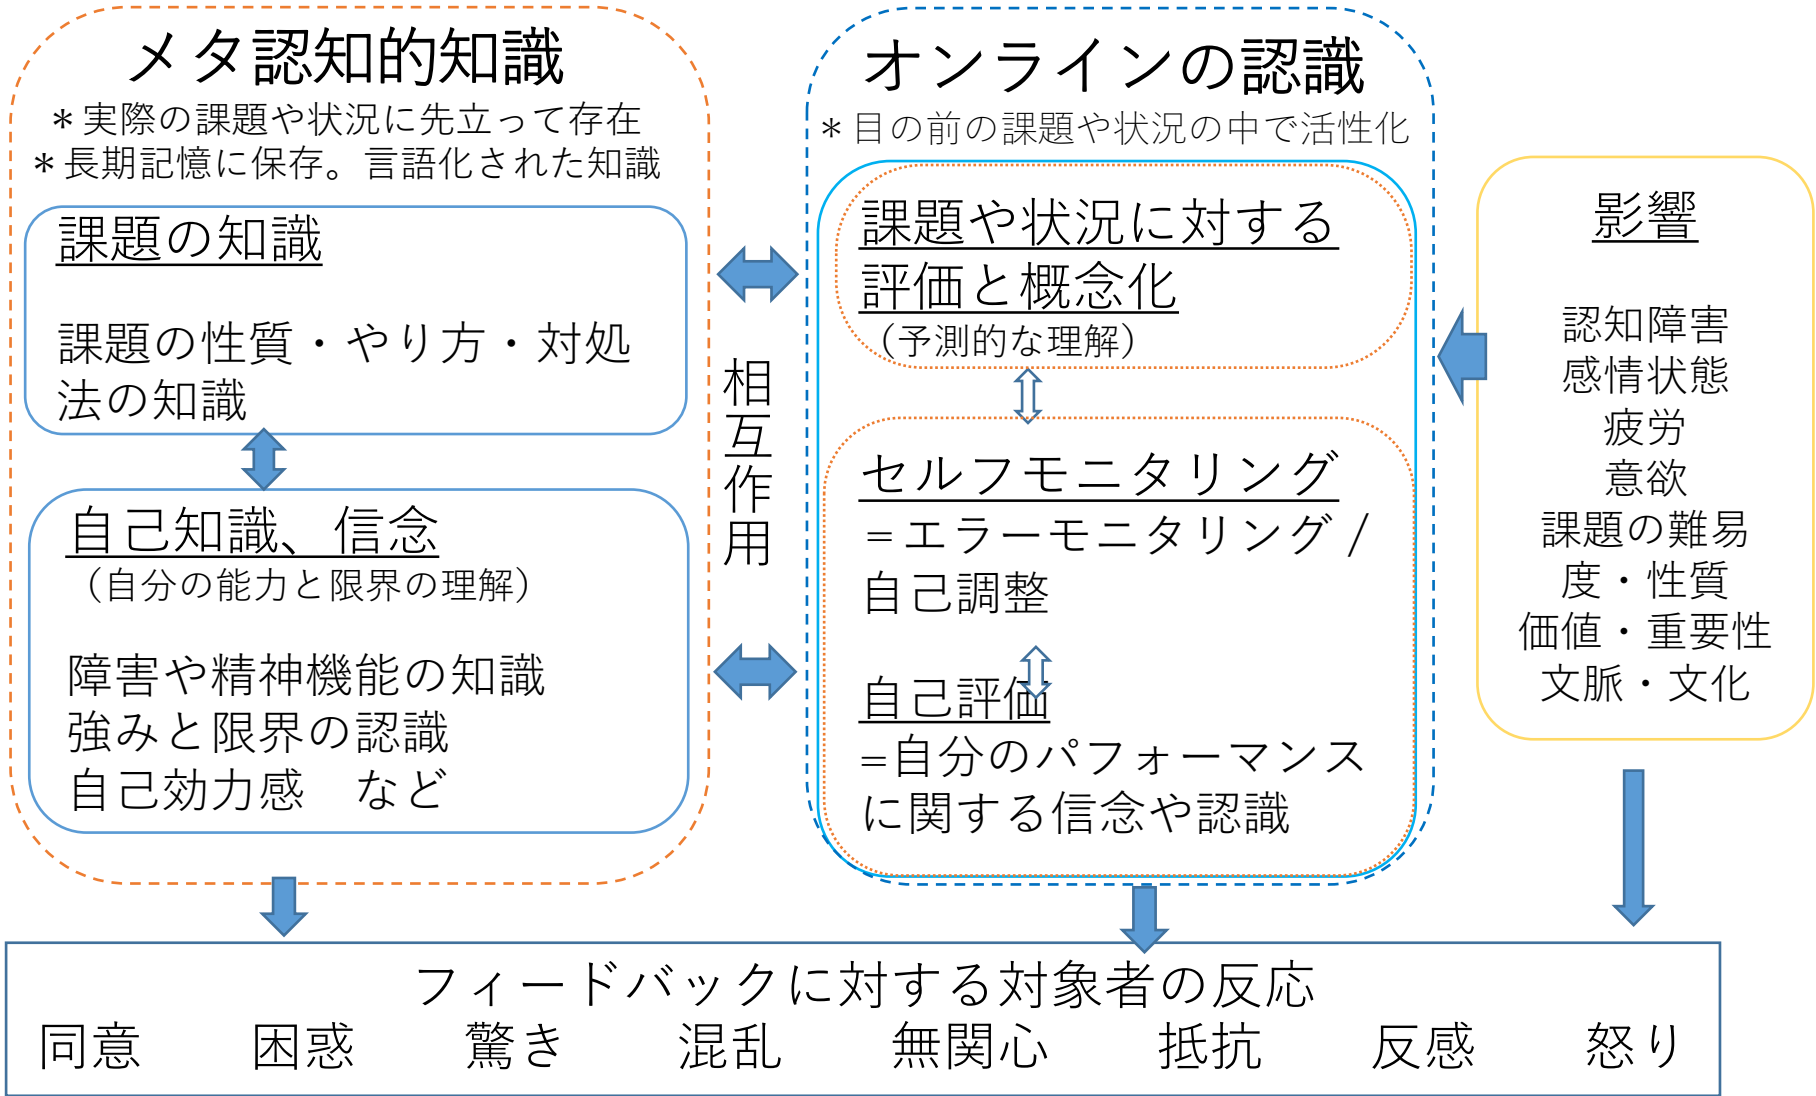 メタ認知的知識
＊実際の課題や状況に先立って存在
＊長期記憶に保存。言語化された知識
課題の知識
課題の性質・やり方・対処
法の知識
自己知識、信念
（自分の能力と限界の理解）
障害や精神機能の知識
強みと限界の認識
自己効力感　など
相互作用
オンラインの認識
＊目の前の課題や状況の中で活性化
課題や状況に対する
評価と概念化
（予測的な理解）
セルフモニタリング
＝エラーモニタリング /
自己調整
自己評価
=自分のパフォーマンス
に関する信念や認識
影響
認知障害
感情状態
疲労
意欲
課題の難易
度・性質
価値・重要性
文脈・文化
フィードバックに対する対象者の反応
同意　困惑　驚き　混乱　無関心　抵抗　反感　怒り